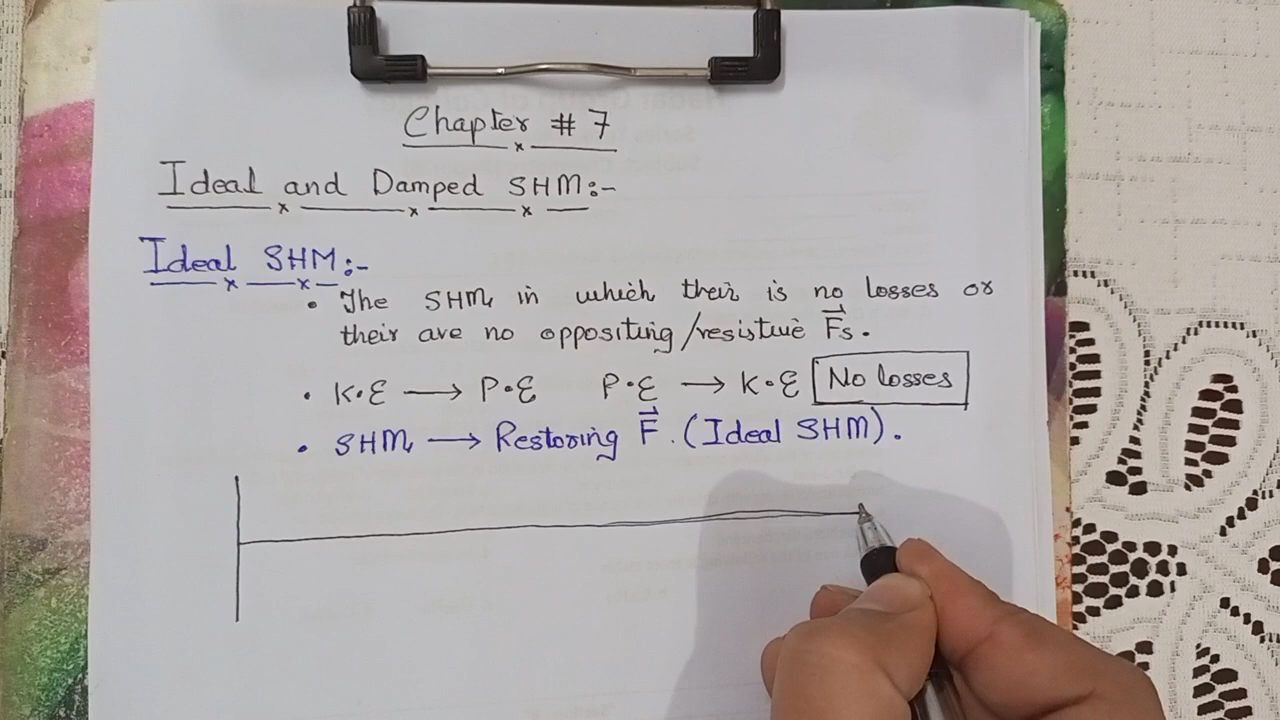 Chapter # 7
Ideal and Damped SHM:-
Ideal SHM:-
• The SHM in which their is no losses or
their are no oppositing/resistive F⃗s.
• K.E → P.E P.E → K.E No losses
• SHM → Restoring F⃗. (Ideal SHM).